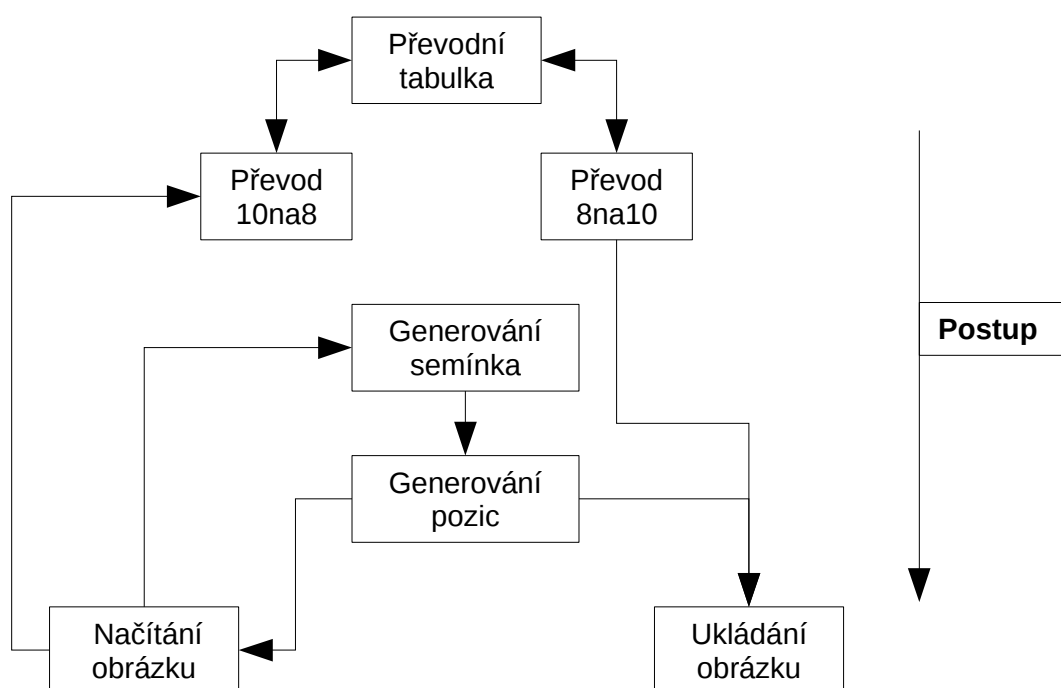 Převodní
tabulka
Převod
10na8
Převod
8na10
Generování
semínka
Postup
Generování
pozic
Načítání
obrázku
Ukládání
obrázku